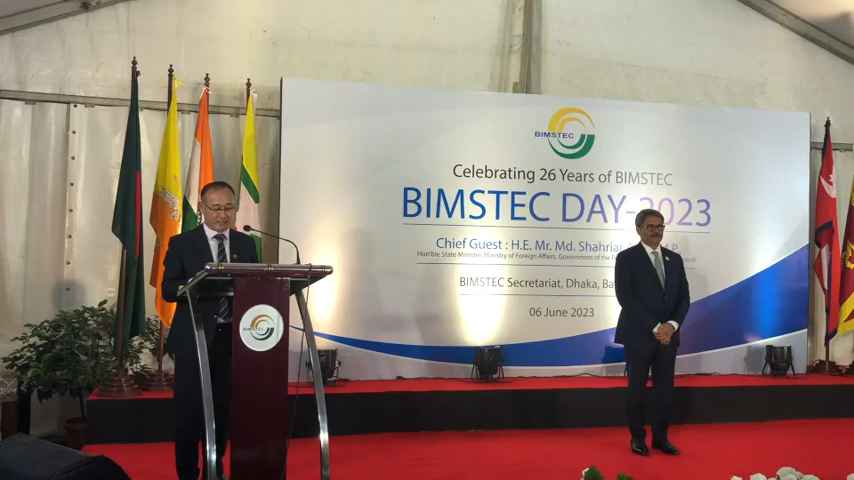 BIMSTEC
Celebrating 26 Years of BIMSTEC
BIMSTEC DAY-2023
Chief Guest : H.E. Mr. Md. Shahriar
Hon'ble State Minister, Ministry of Foreign Affairs, Government of the
BIMSTEC Secretariat, Dhaka,
06 June 2023
BIMSTEC